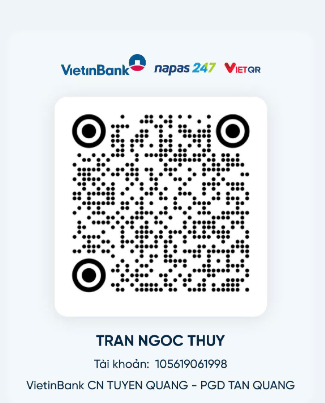 VietinBank napas 247 VIETQR
TRAN NGOC THUY
Tài khoản: 105619061998
VietinBank CN TUYEN QUANG - PGD TAN QUANG